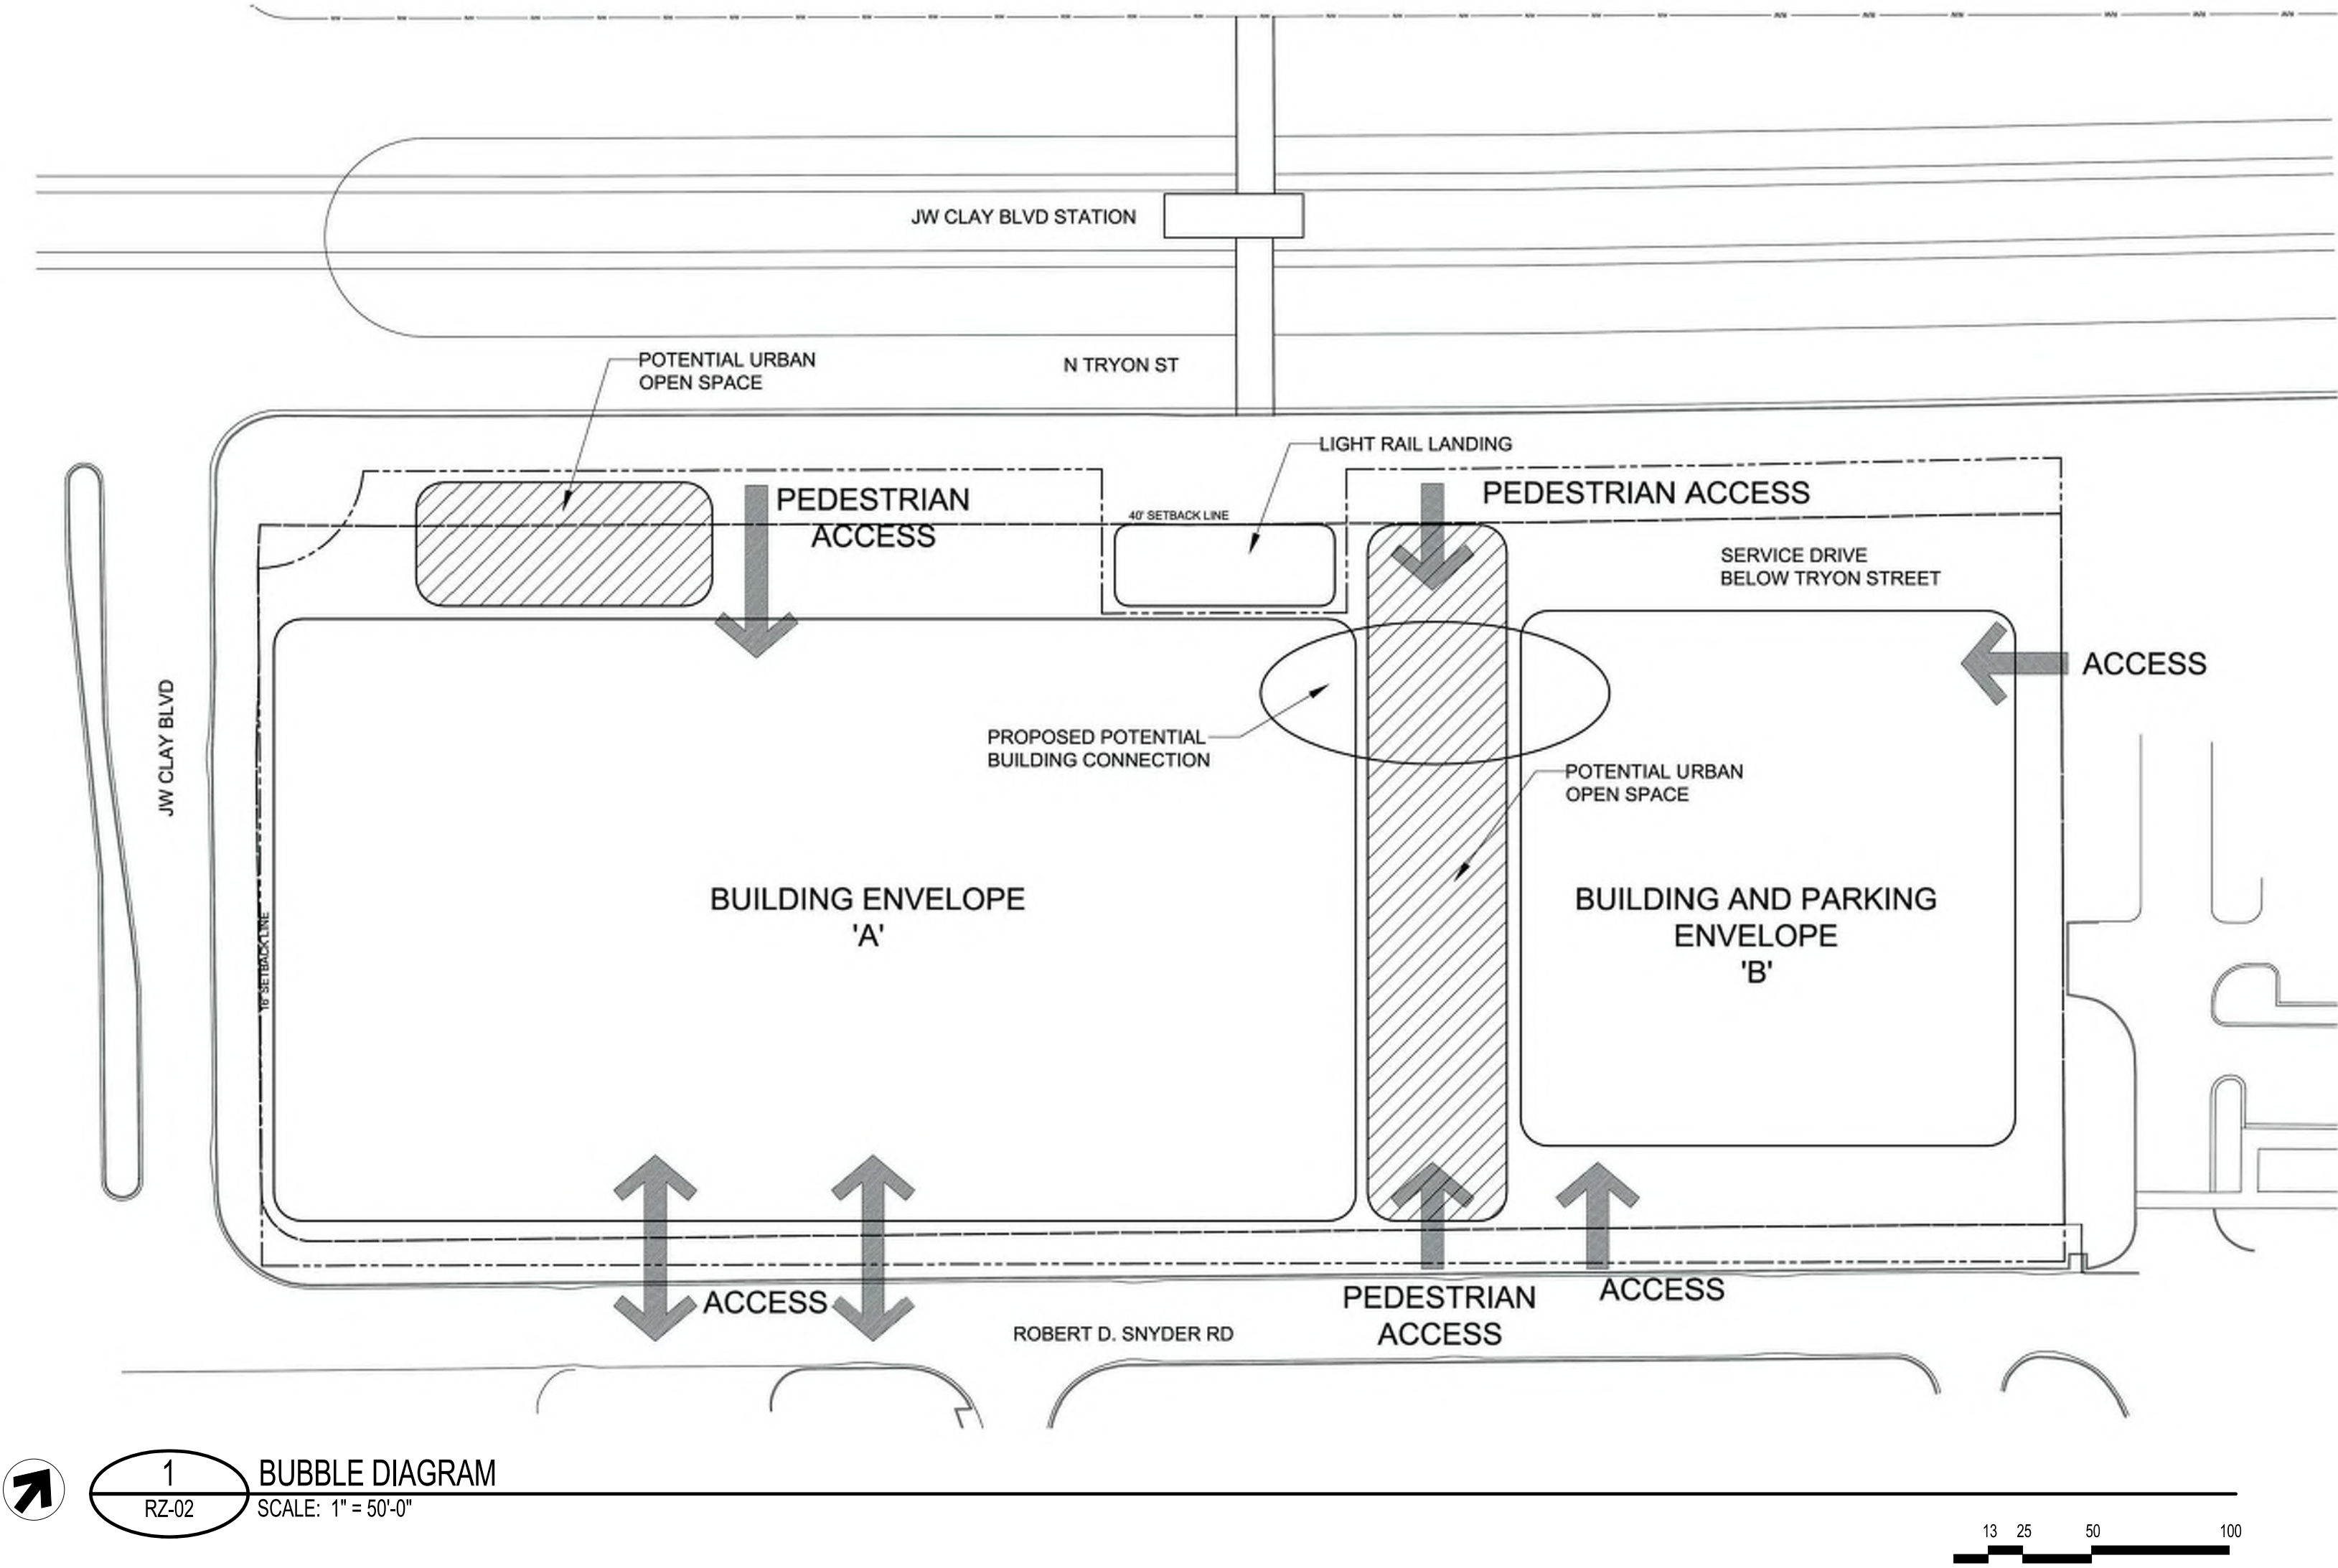 JW CLAY BLVD STATION
POTENTIAL URBAN
OPEN SPACE
N TRYON ST
LIGHT RAIL LANDING
PEDESTRIAN
ACCESS
40' SETBACK LINE
PEDESTRIAN ACCESS
SERVICE DRIVE
BELOW TRYON STREET
ACCESS
JW CLAY BLVD
PROPOSED POTENTIAL
BUILDING CONNECTION
POTENTIAL URBAN
OPEN SPACE
BUILDING ENVELOPE
'A'
BUILDING AND PARKING
ENVELOPE
'B'
16' SETBACK LINE
ACCESS
PEDESTRIAN
ACCESS
ACCESS
ROBERT D. SNYDER RD
1
RZ-02
BUBBLE DIAGRAM
SCALE: 1" = 50'-0"
13 25 50 100